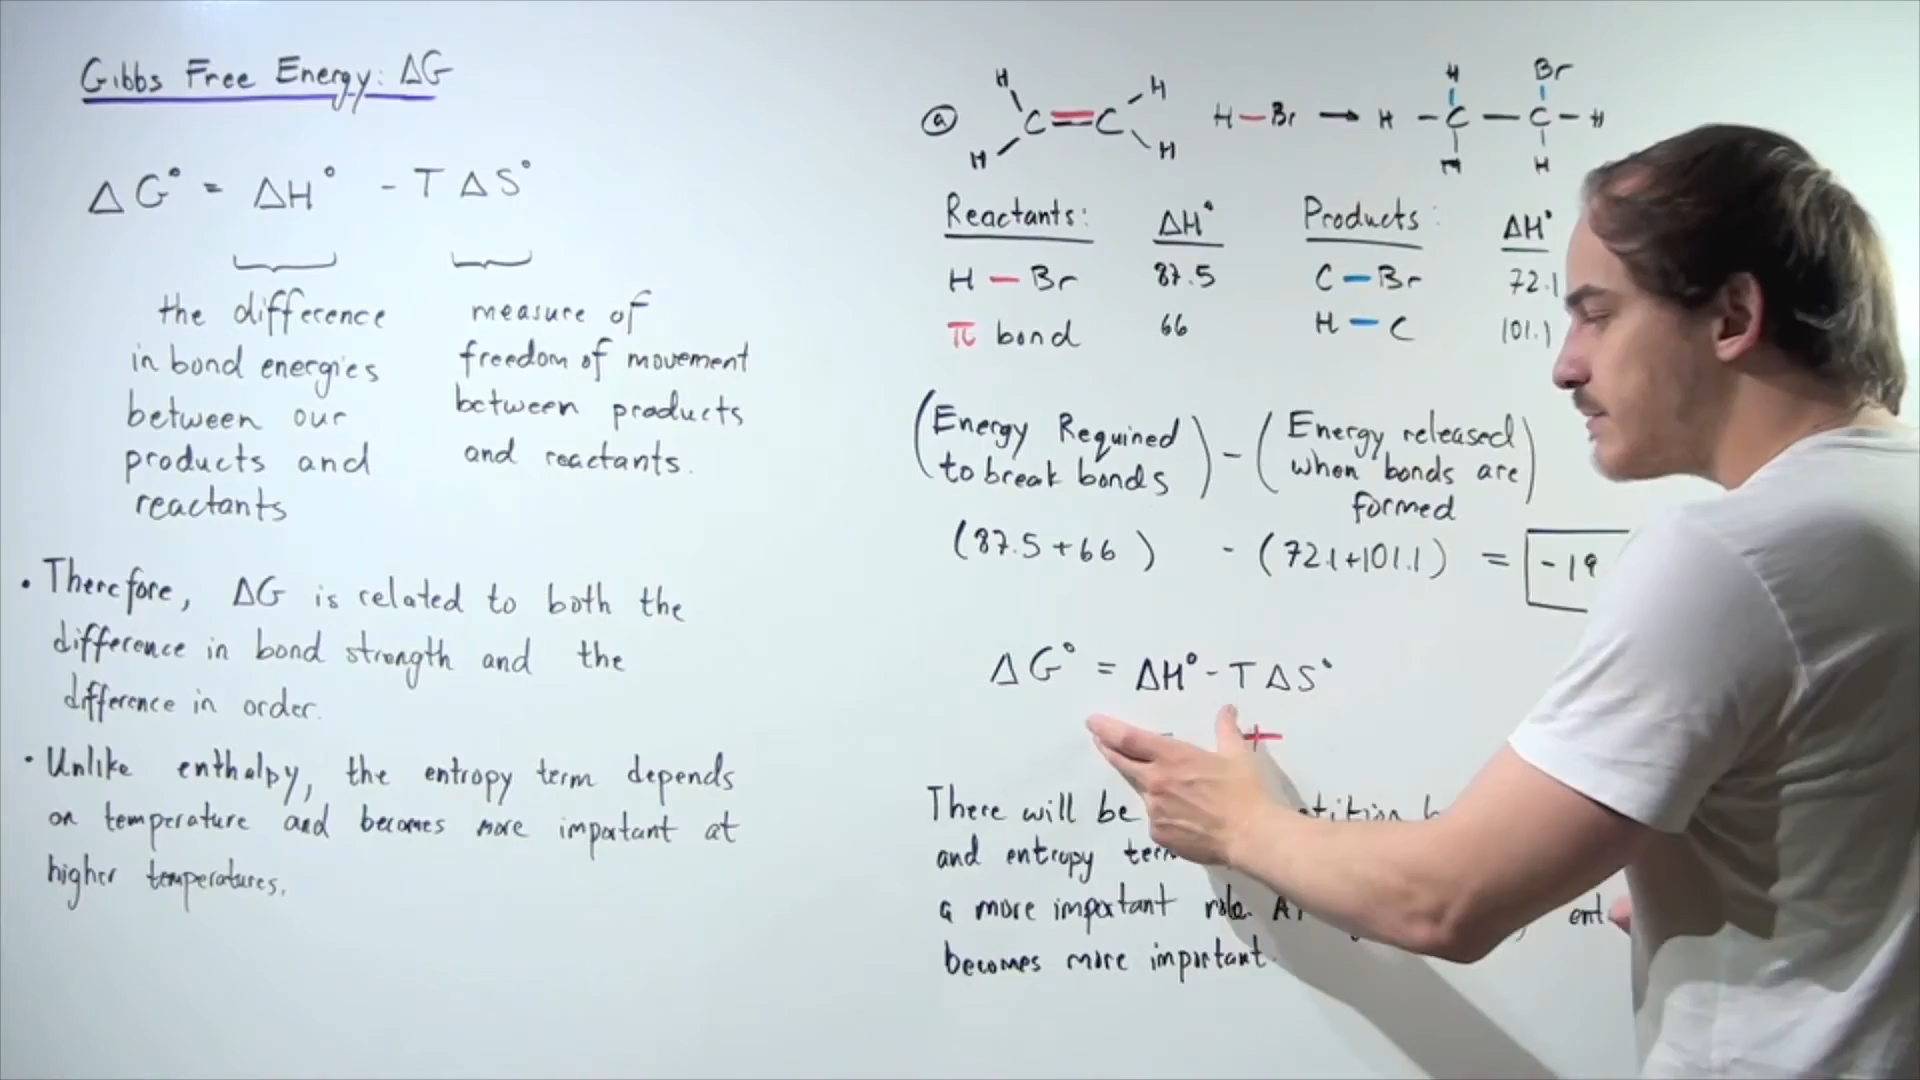 Gibbs Free Energy: ΔG
ΔG° = ΔH° - TΔS°
the difference
in bond energies
between our
products and
reactants
measure of
freedom of movement
between products
and reactants.
• Therefore, ΔG is related to both the
difference in bond strength and the
difference in order.
• Unlike enthalpy, the entropy term depends
on temperature and becomes more important at
higher temperatures.
ⓐ H H C=C H H H—Br → H - C - C - H H Br H H
Reactants: ΔH° Products: ΔH°
H — Br 87.5 C — Br 72.1
π bond 66 H — C 101.1
(Energy Required to break bonds) - (Energy released when bonds are formed)
(87.5+66) - (72.1+101.1) = -19
ΔG° = ΔH° - TΔS°
- +
There will be
and entropy
a more important role.
becomes more important.